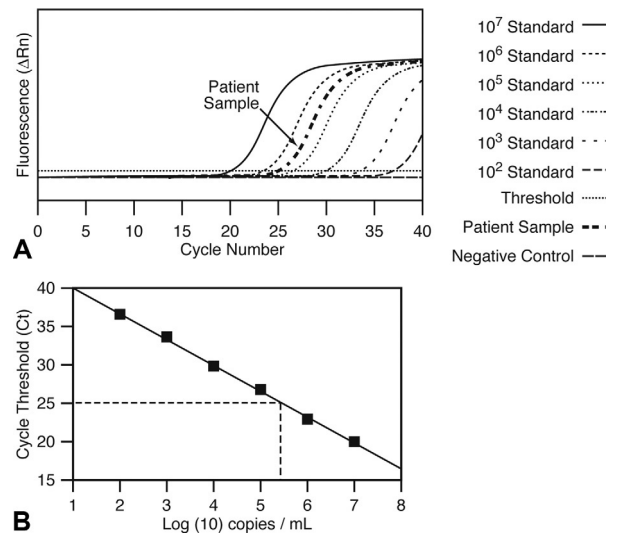 Fluorescence (ΔRn)
Patient
Sample
0 5 10 15 20 25 30 35 40
Cycle Number
A
10⁷ Standard
10⁶ Standard
10⁵ Standard
10⁴ Standard
10³ Standard
10² Standard
Threshold
Patient Sample
Negative Control
Cycle Threshold (Ct)
40
35
30
25
20
15
1 2 3 4 5 6 7 8
Log (10) copies / mL
B